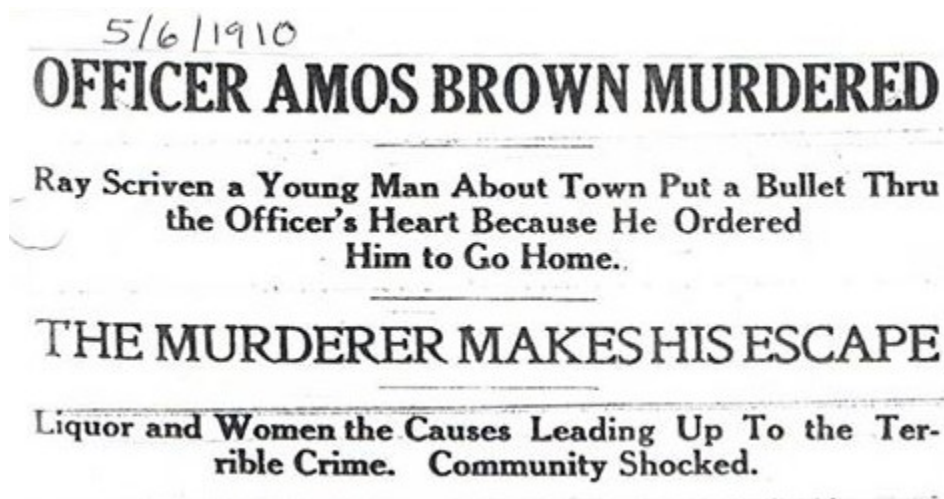 5/6/1910
OFFICER AMOS BROWN MURDERED
Ray Scriven a Young Man About Town Put a Bullet Thru
the Officer's Heart Because He Ordered
Him to Go Home.
THE MURDERER MAKES HIS ESCAPE
Liquor and Women the Causes Leading Up To the Ter-
rible Crime. Community Shocked.